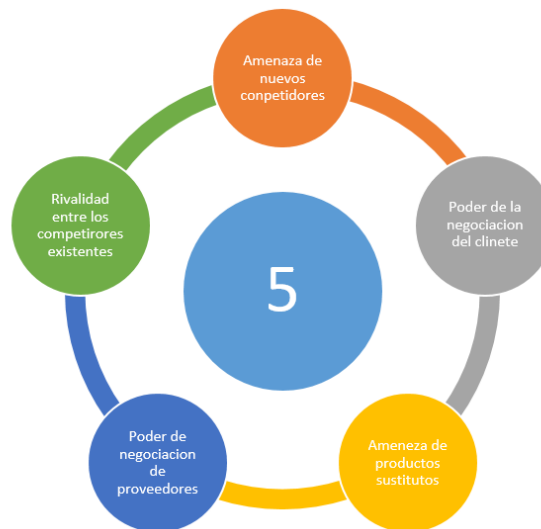 Amenaza de
nuevos
conpetidores
Poder de la
negociacion
del clinete
Ameneza de
productos
sustitutos
Poder de
negociacion
de
proveedores
Rivalidad
entre los
competirores
existentes
5